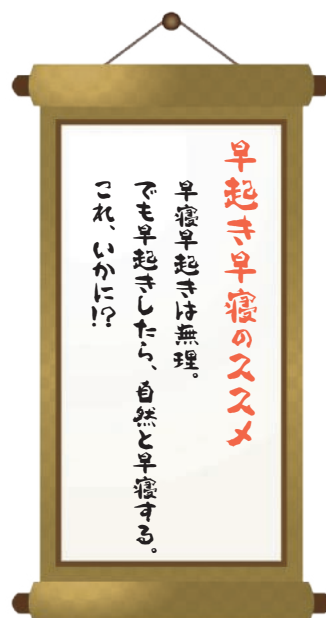 早起き早寝のススメ
早寝早起きは無理。
でも早起きしたら、自然と早寝する。
これ、いかに!?